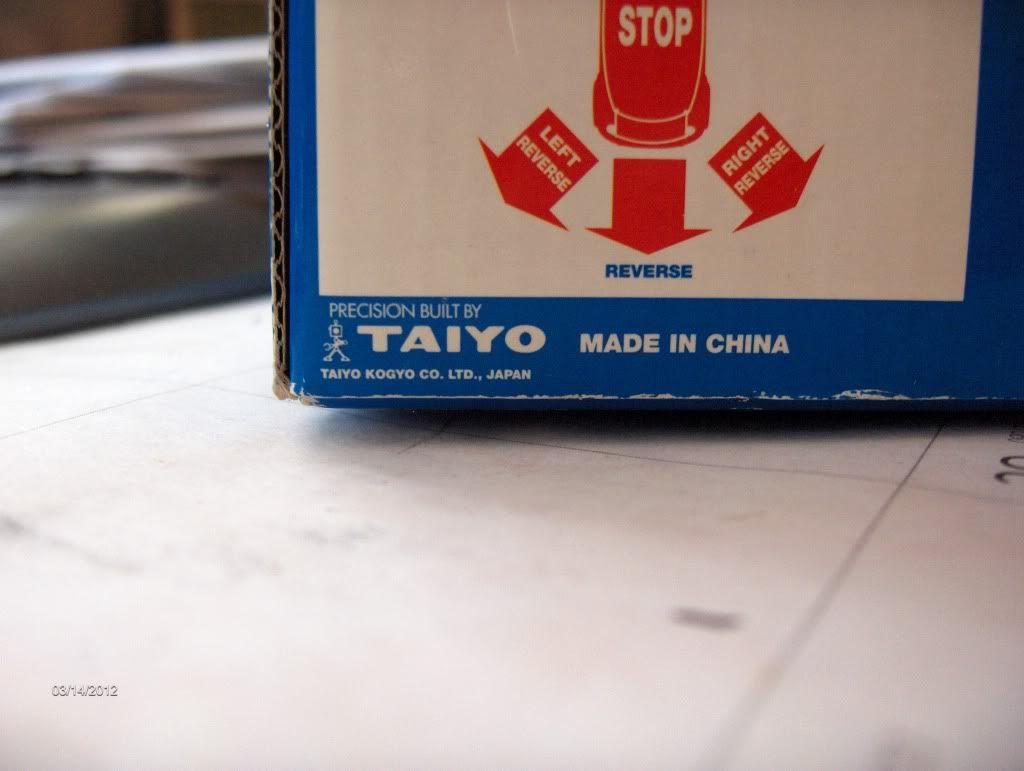 STOP
LEFT
REVERSE
RIGHT
REVERSE
REVERSE
PRECISION BUILT BY
TAIYO
MADE IN CHINA
TAIYO KOGYO CO. LTD., JAPAN
03/14/2012